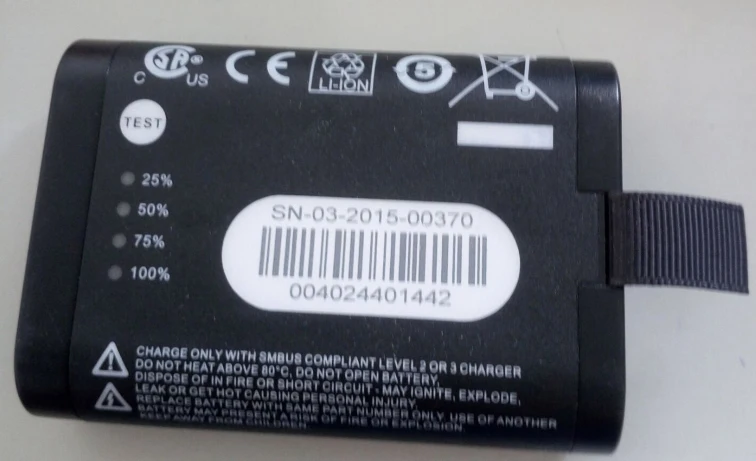 C SA® US CE LI-ION 5
TEST
25%
50%
75%
100%
SN-03-2015-00370
004024401442
CHARGE ONLY WITH SMBUS COMPLIANT LEVEL 2 OR 3 CHARGER
DO NOT HEAT ABOVE 80°C, DO NOT OPEN BATTERY,
DISPOSE OF IN FIRE OR SHORT CIRCUIT - MAY IGNITE, EXPLODE,
LEAK OR GET HOT CAUSING PERSONAL INJURY.
REPLACE BATTERY WITH SAME PART NUMBER ONLY. USE OF ANOTHER
BATTERY MAY PRESENT A RISK OF FIRE OR EXPLOSION.
KEEP AWAY FROM CHILDREN.